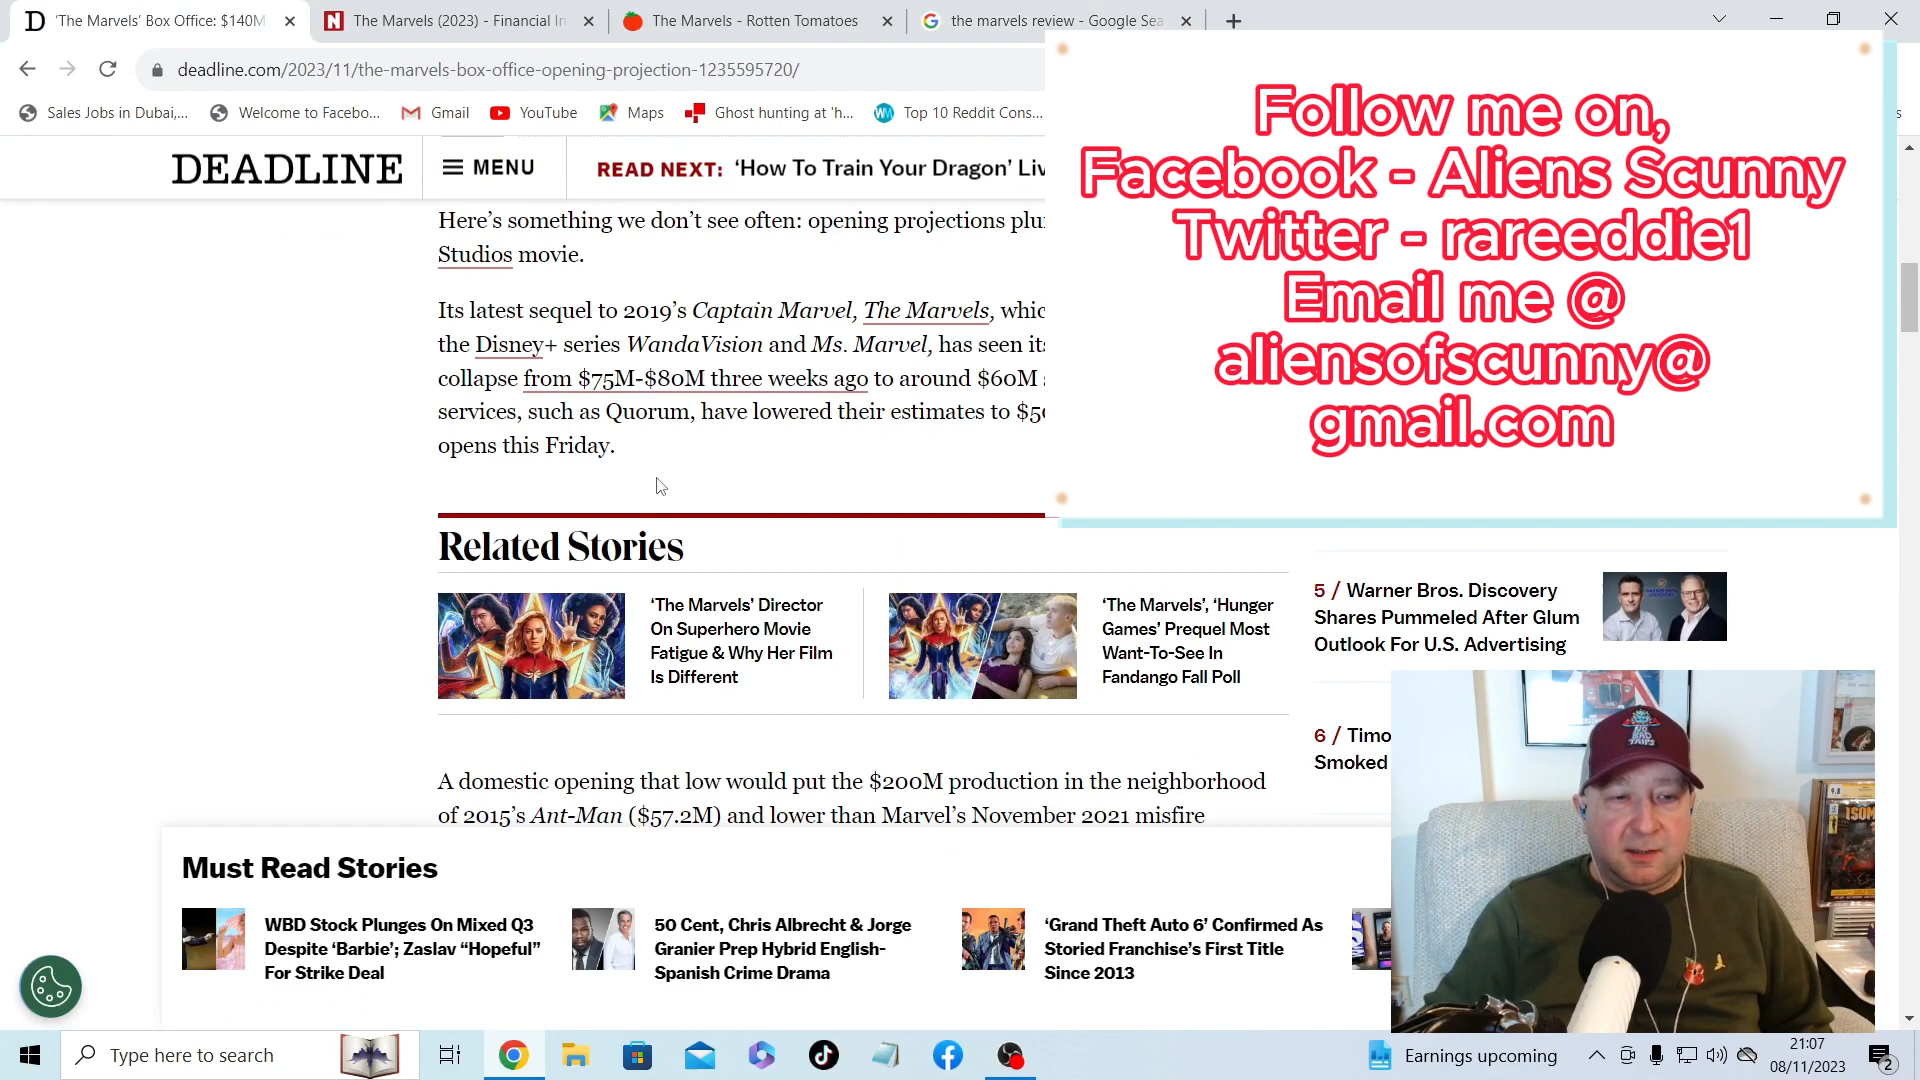 'The Marvels' Box Office: $140M
The Marvels (2023) - Financial In
The Marvels - Rotten Tomatoes
the marvels review - Google Sea
deadline.com/2023/11/the-marvels-box-office-opening-projection-1235595720/
Sales Jobs in Dubai,...
Welcome to Facebo...
Gmail
YouTube
Maps
Ghost hunting at 'h...
Top 10 Reddit Cons...
DEADLINE
MENU
READ NEXT: 'How To Train Your Dragon' Liv
Follow me on,
Facebook - Aliens Scunny
Twitter - rareeddie1
Email me @
aliensofscunny@
gmail.com
Here's something we don't see often: opening projections plu
Studios movie.
Its latest sequel to 2019's Captain Marvel, The Marvels, whic
the Disney+ series WandaVision and Ms. Marvel, has seen its
collapse from $75M-$80M three weeks ago to around $60M
services, such as Quorum, have lowered their estimates to $5
opens this Friday.
Related Stories
'The Marvels' Director
On Superhero Movie
Fatigue & Why Her Film
Is Different
'The Marvels', 'Hunger
Games' Prequel Most
Want-To-See In
Fandango Fall Poll
5 / Warner Bros. Discovery
Shares Pummeled After Glum
Outlook For U.S. Advertising
6 / Timo
Smoked
A domestic opening that low would put the $200M production in the neighborhood
of 2015's Ant-Man ($57.2M) and lower than Marvel's November 2021 misfire
Must Read Stories
WBD Stock Plunges On Mixed Q3
Despite 'Barbie'; Zaslav "Hopeful"
For Strike Deal
50 Cent, Chris Albrecht & Jorge
Granier Prep Hybrid English-
Spanish Crime Drama
'Grand Theft Auto 6' Confirmed As
Storied Franchise's First Title
Since 2013
NO
BAD
TRIPS
9.8
Type here to search
Earnings upcoming
21:07
08/11/2023
2